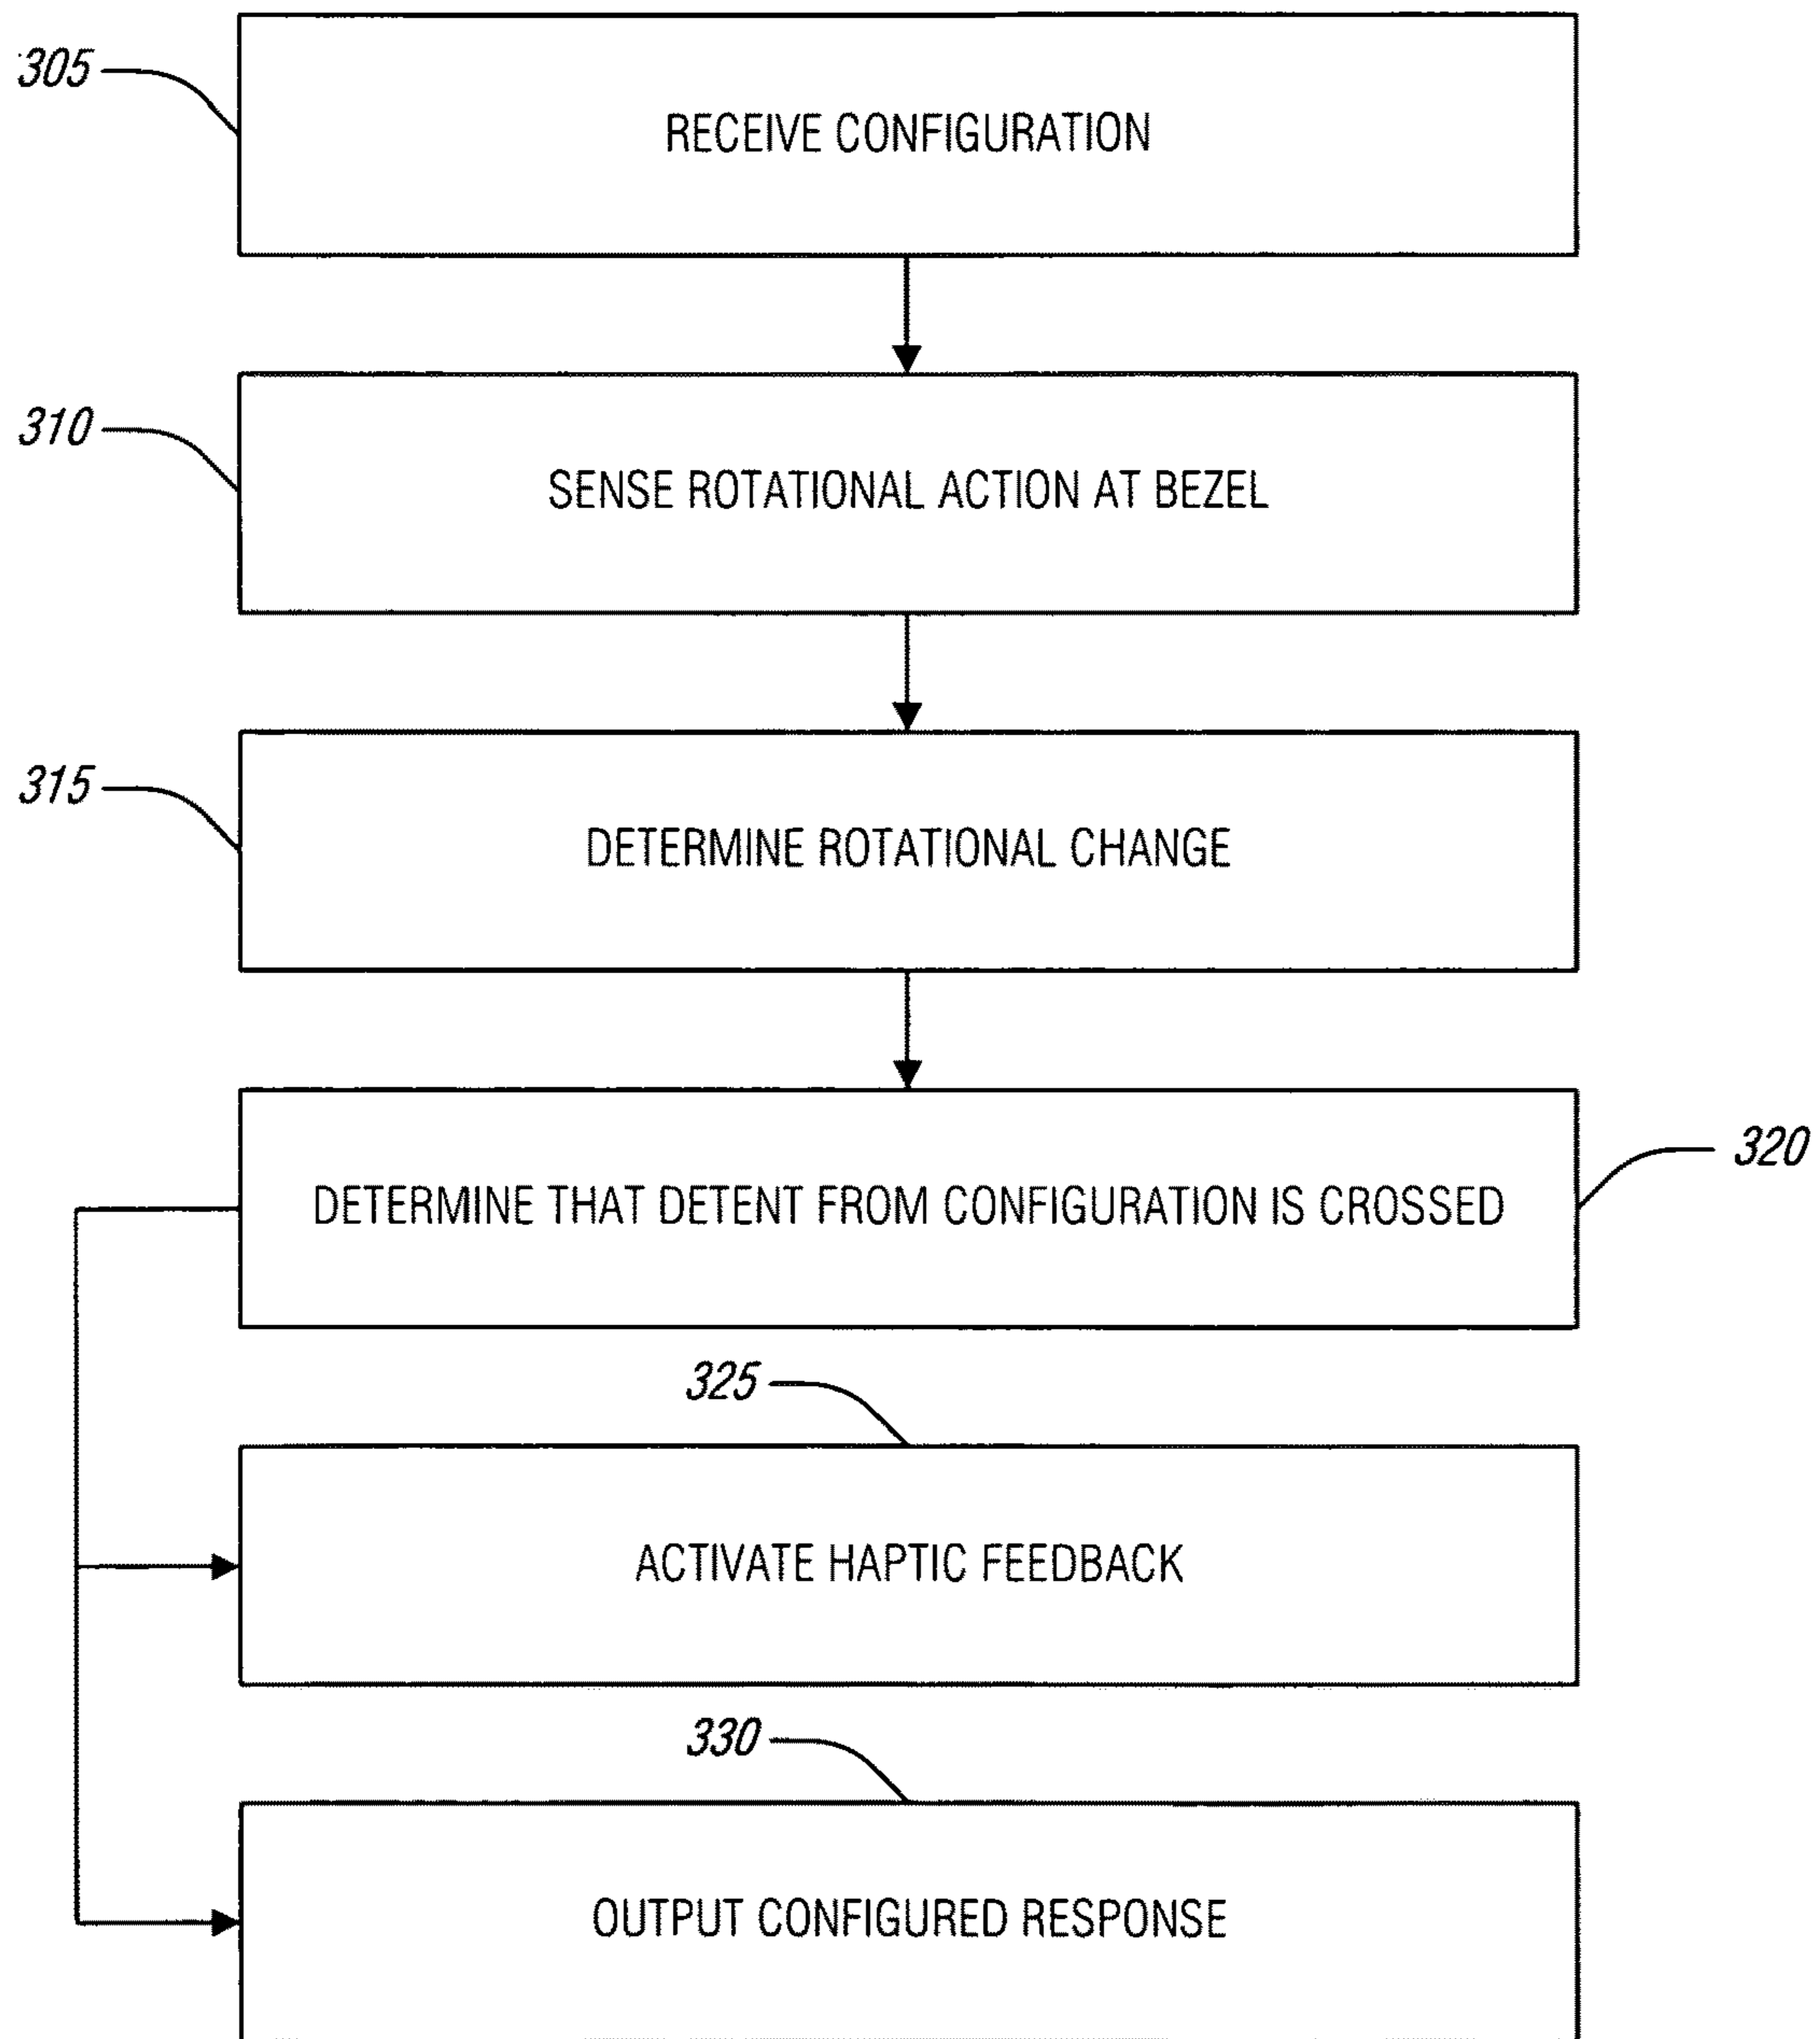 305
RECEIVE CONFIGURATION
310
SENSE ROTATIONAL ACTION AT BEZEL
315
DETERMINE ROTATIONAL CHANGE
320
DETERMINE THAT DETENT FROM CONFIGURATION IS CROSSED
325
ACTIVATE HAPTIC FEEDBACK
330
OUTPUT CONFIGURED RESPONSE